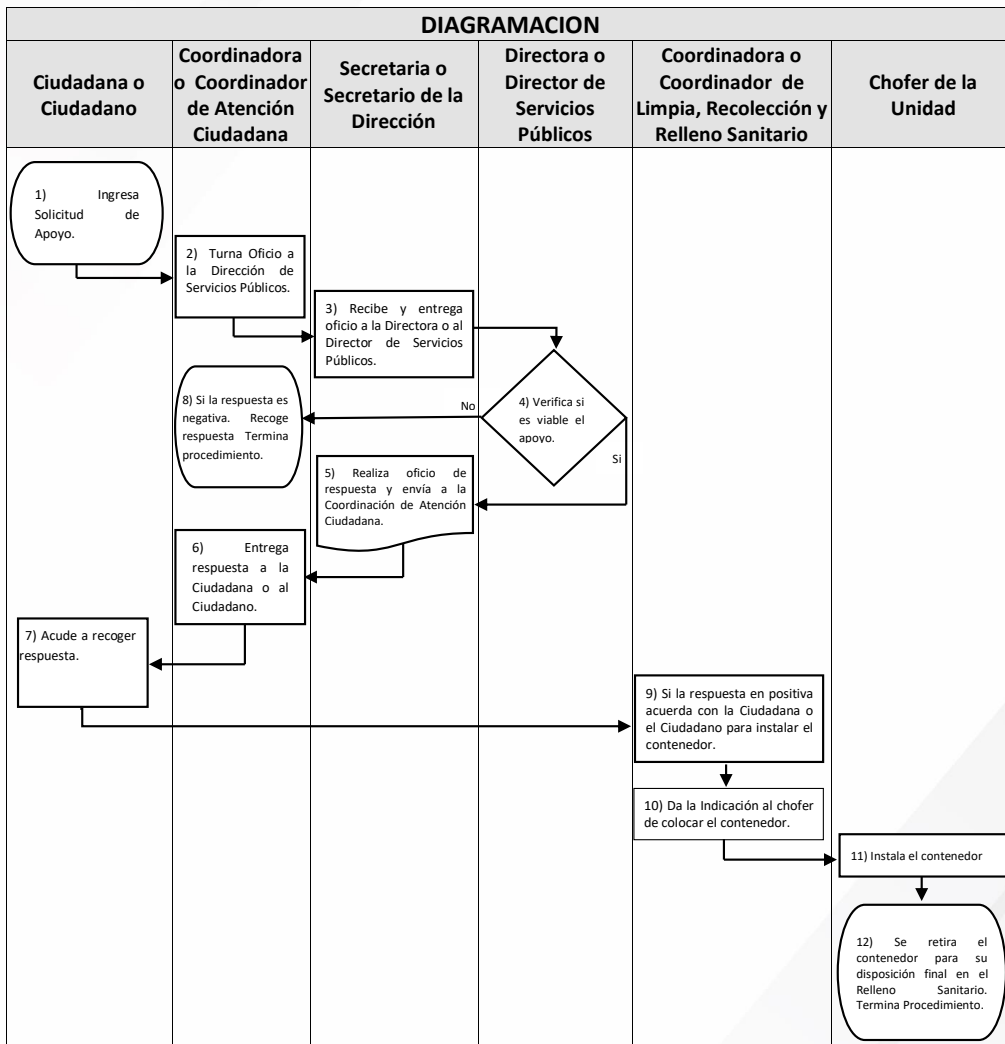 DIAGRAMACION
Ciudadana o
Ciudadano
Coordinadora
o Coordinador
de Atención
Ciudadana
Secretaria o
Secretario de la
Dirección
Directora o
Director de
Servicios
Públicos
Coordinadora o
Coordinador de
Limpia, Recolección y
Relleno Sanitario
Chofer de la
Unidad
1) Ingresa
Solicitud de
Apoyo.
2) Turna Oficio a
la Dirección de
Servicios Públicos.
3) Recibe y entrega
oficio a la Directora o al
Director de Servicios
Públicos.
4) Verifica si
es viable el
apoyo.
No
Si
8) Si la respuesta es
negativa. Recoge
respuesta Termina
procedimiento.
5) Realiza oficio de
respuesta y envía a la
Coordinación de Atención
Ciudadana.
6) Entrega
respuesta a la
Ciudadana o al
Ciudadano.
7) Acude a recoger
respuesta.
9) Si la respuesta en positiva
acuerda con la Ciudadana o
el Ciudadano para instalar el
contenedor.
10) Da la Indicación al chofer
de colocar el contenedor.
11) Instala el contenedor
12) Se retira el
contenedor para su
disposición final en el
Relleno Sanitario.
Termina Procedimiento.